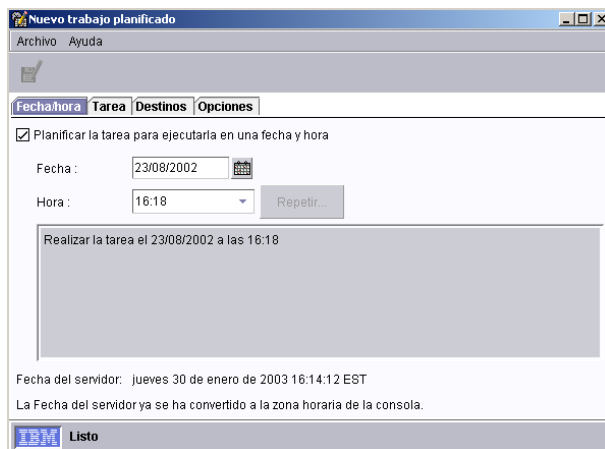 Nuevo trabajo planificado
Archivo Ayuda
Fecha/hora Tarea Destinos Opciones
Planificar la tarea para ejecutarla en una fecha y hora
Fecha : 23/08/2002
Hora : 16:18 Repetir...
Realizar la tarea el 23/08/2002 a las 16:18
Fecha del servidor: jueves 30 de enero de 2003 16:14:12 EST
La Fecha del servidor ya se ha convertido a la zona horaria de la consola.
IBM Listo